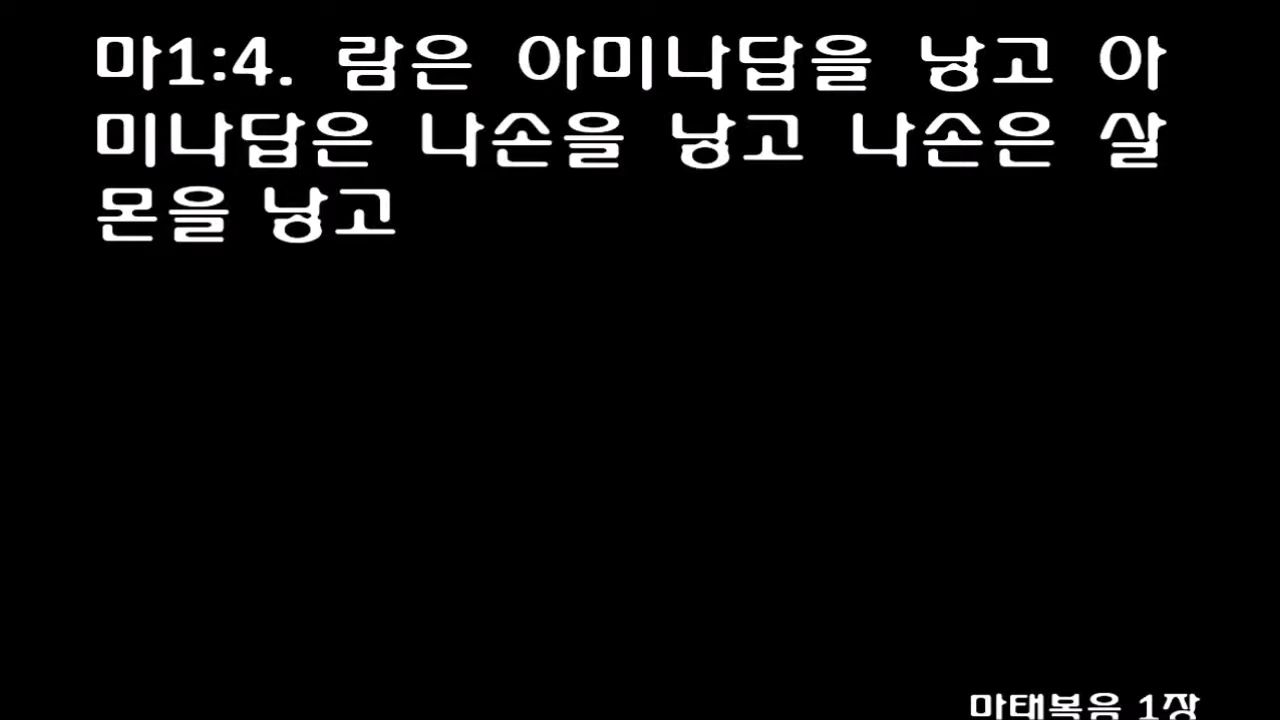 마1:4. 람은 아미나답을 낳고 아
미나답은 나손을 낳고 나손은 살
몬을 낳고
마태복음 1장